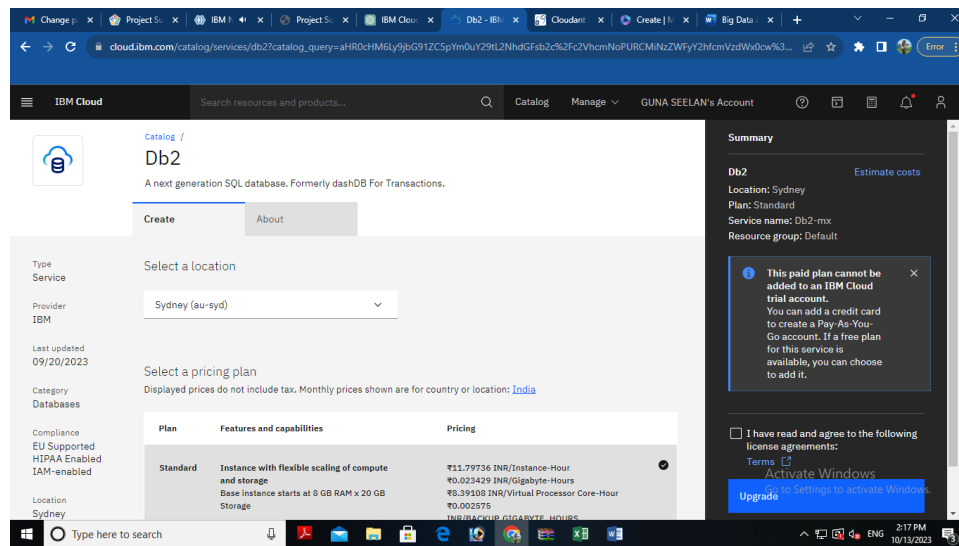 Change p
Project Su
IBM N
Project Su
IBM Clou
Db2 - IBM
Cloudant
Create | M
Big Data /
cloud.ibm.com/catalog/services/db2?catalog_query=aHR0cHM6Ly9jbG91ZC5pYm0uY29tL2NhdGFsb2c%2Fc2VhcmNoPURCMiNzZWFyY2hfcmVzdWx0cw%3...
Error
IBM Cloud
Search resources and products...
Catalog
Manage
GUNA SEELAN's Account
Catalog /
Db2
A next generation SQL database. Formerly dashDB For Transactions.
Create
About
Type
Service
Provider
IBM
Last updated
09/20/2023
Category
Databases
Compliance
EU Supported
HIPAA Enabled
IAM-enabled
Location
Sydney
Select a location
Sydney (au-syd)
Select a pricing plan
Displayed prices do not include tax. Monthly prices shown are for country or location: India
Plan
Features and capabilities
Pricing
Standard
Instance with flexible scaling of compute
and storage
Base instance starts at 8 GB RAM x 20 GB
Storage
₹11.79736 INR/Instance-Hour
₹0.023429 INR/Gigabyte-Hours
₹8.39108 INR/Virtual Processor Core-Hour
₹0.002575
INR/BACKUP_GIGABYTE_HOURS
Summary
Db2
Estimate costs
Location: Sydney
Plan: Standard
Service name: Db2-mx
Resource group: Default
This paid plan cannot be
added to an IBM Cloud
trial account.
You can add a credit card
to create a Pay-As-You-
Go account. If a free plan
for this service is
available, you can choose
to add it.
I have read and agree to the following
license agreements:
Terms
Activate Windows
Go to Settings to activate Windows.
Upgrade
Type here to search
ENG
2:17 PM
10/13/2023
3